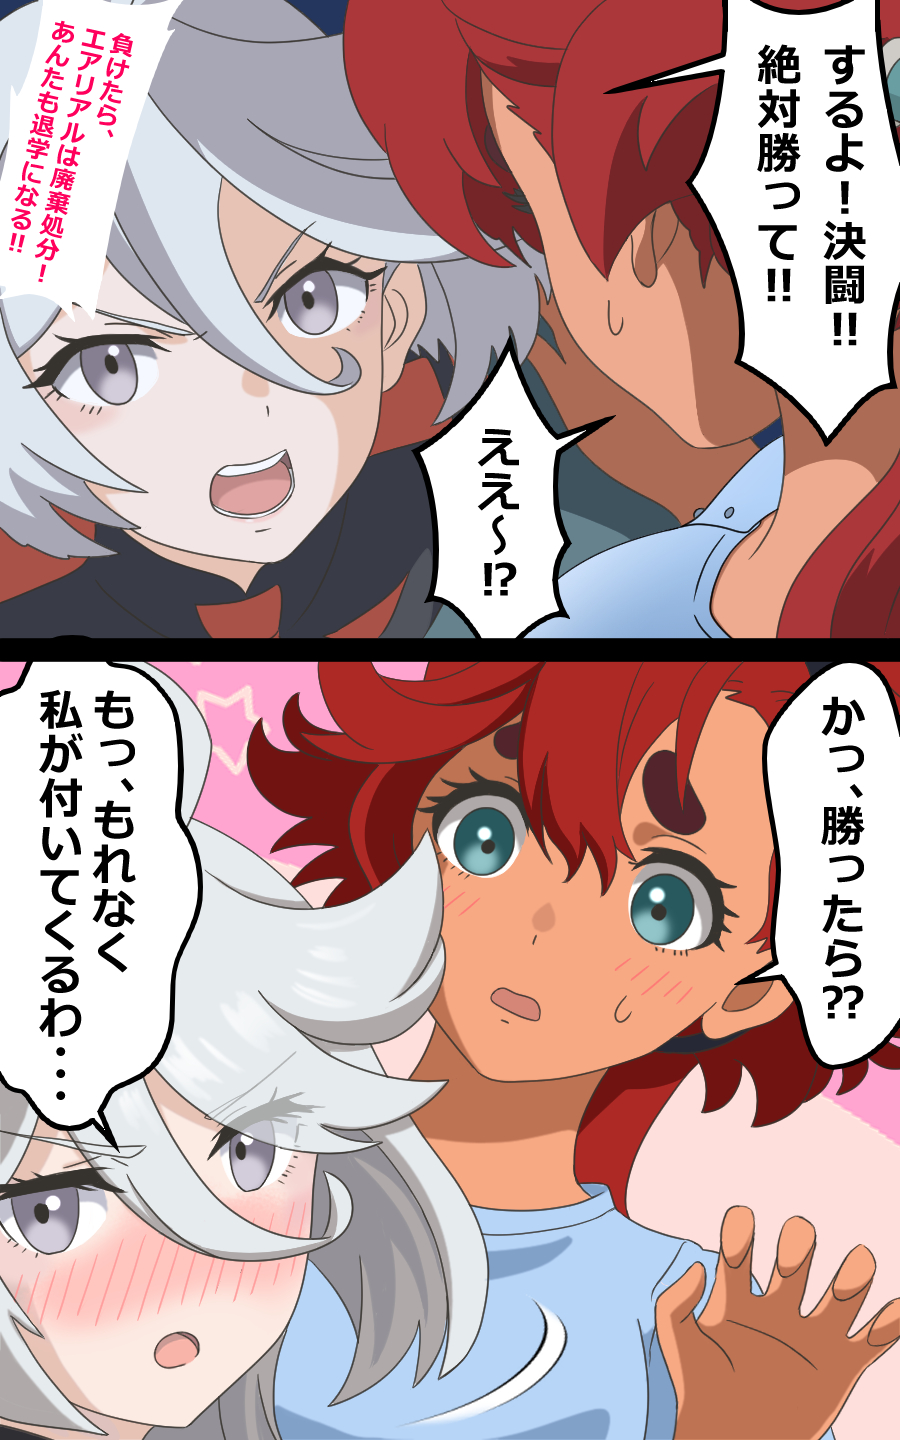 するよ！決闘!!
絶対勝って!!
負けたら、
エアリアルは廃棄処分！
あんたも退学になる!!
ええ～!?
かっ、勝ったら??
もっ、もれなく
私が付いてくるわ・・・